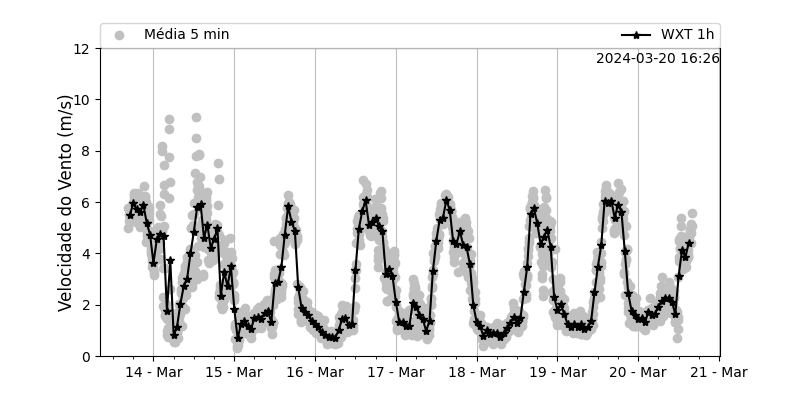 Média 5 min
WXT 1h
2024-03-20 16:26
Velocidade do Vento (m/s)
12
10
8
6
4
2
0
14 - Mar 15 - Mar 16 - Mar 17 - Mar 18 - Mar 19 - Mar 20 - Mar 21 - Mar